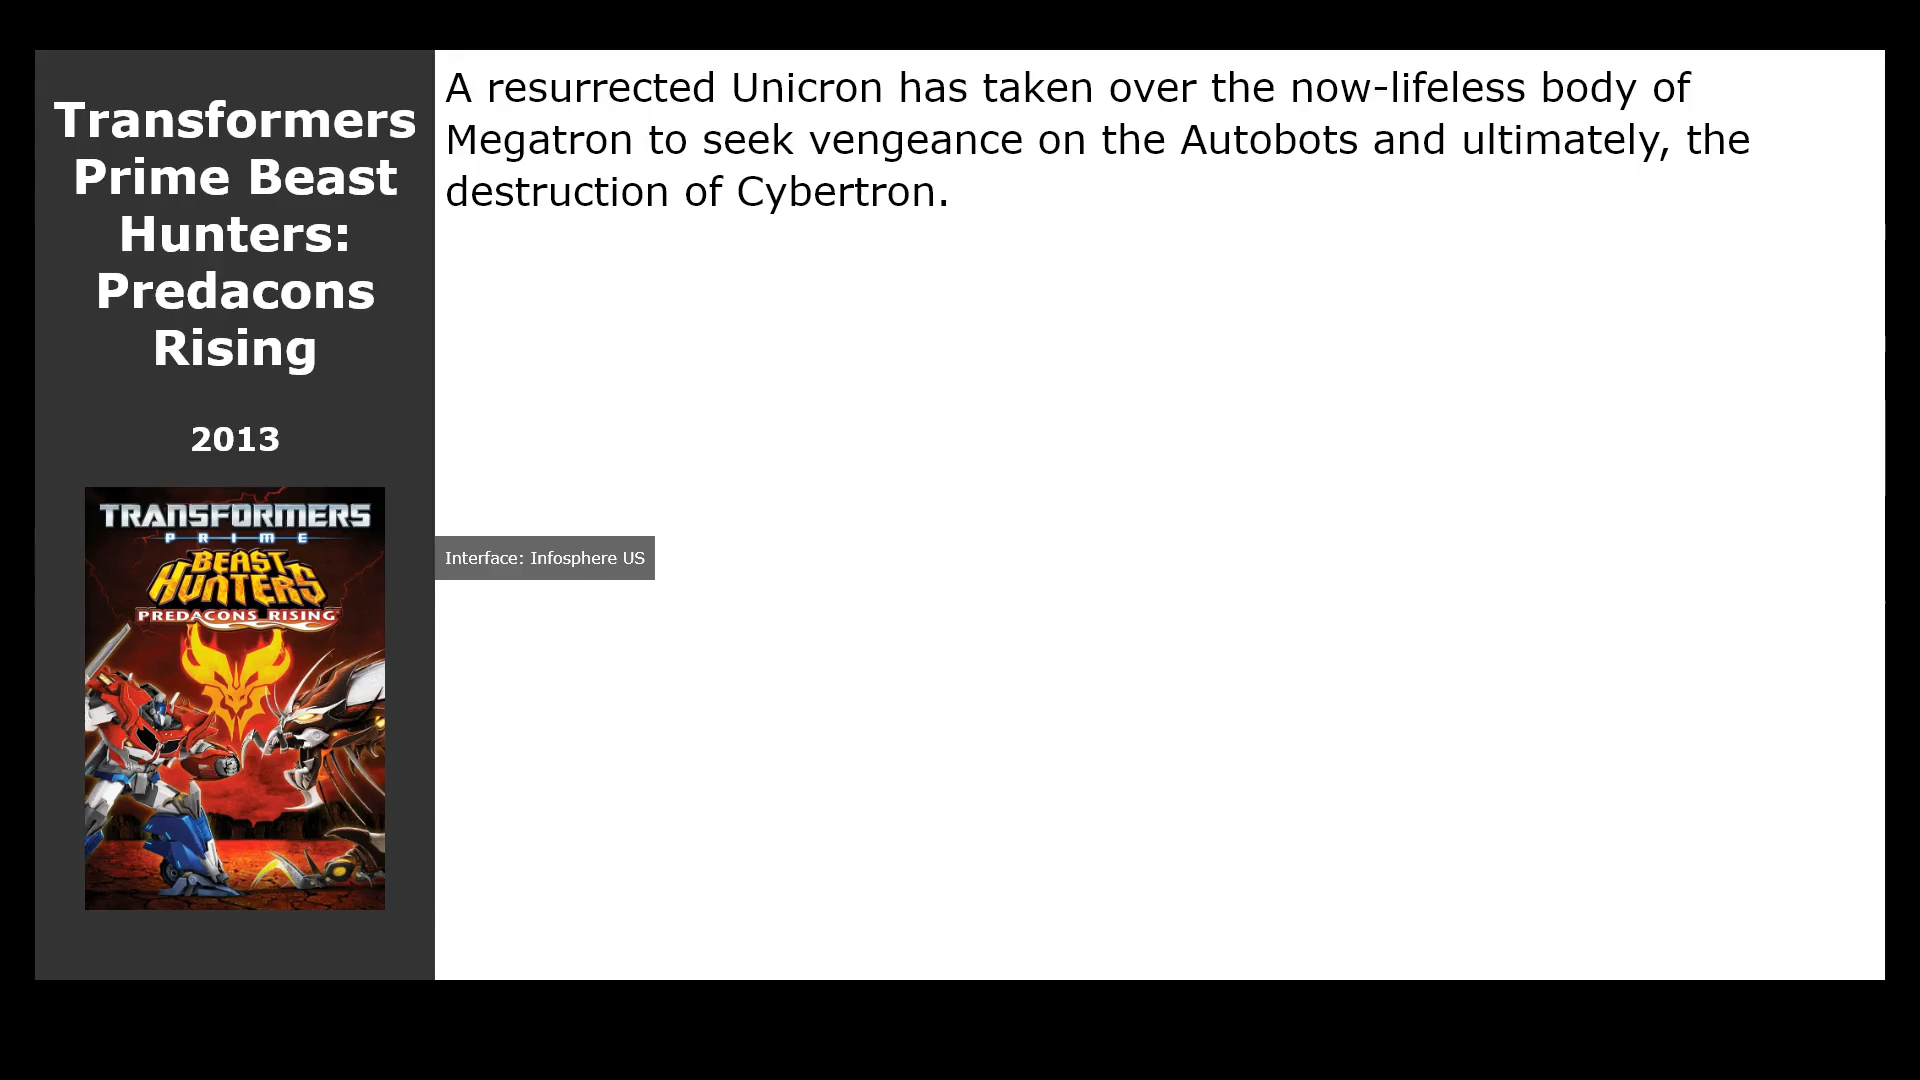 Transformers
Prime Beast
Hunters:
Predacons
Rising
2013
TRANSFORMERS
PRIME
BEAST
HUNTERS
PREDACONS RISING
A resurrected Unicron has taken over the now-lifeless body of
Megatron to seek vengeance on the Autobots and ultimately, the
destruction of Cybertron.
Interface: Infosphere US